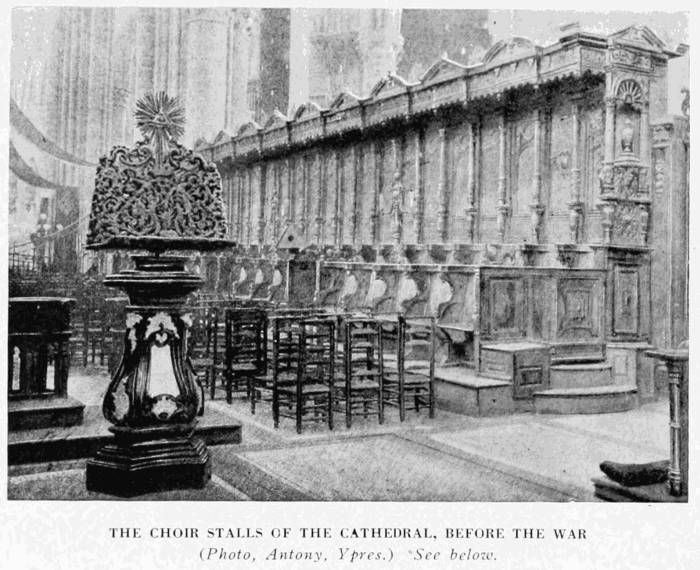 THE CHOIR STALLS OF THE CATHEDRAL, BEFORE THE WAR
(Photo, Antony, Ypres.) See below.